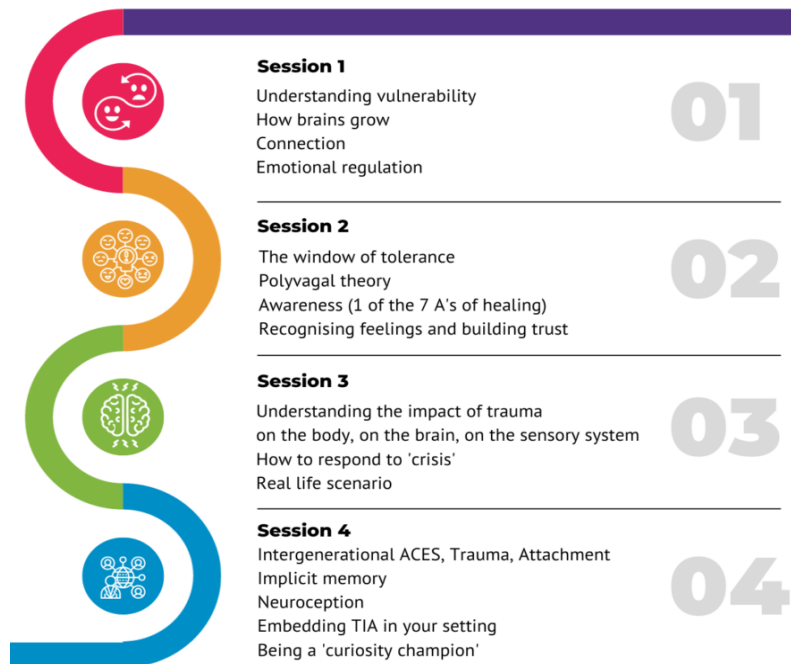 Session 1
Understanding vulnerability
How brains grow
Connection
Emotional regulation
01
Session 2
The window of tolerance
Polyvagal theory
Awareness (1 of the 7 A's of healing)
Recognising feelings and building trust
02
Session 3
Understanding the impact of trauma
on the body, on the brain, on the sensory system
How to respond to 'crisis'
Real life scenario
03
Session 4
Intergenerational ACES, Trauma, Attachment
Implicit memory
Neuroception
Embedding TIA in your setting
Being a 'curiosity champion'
04